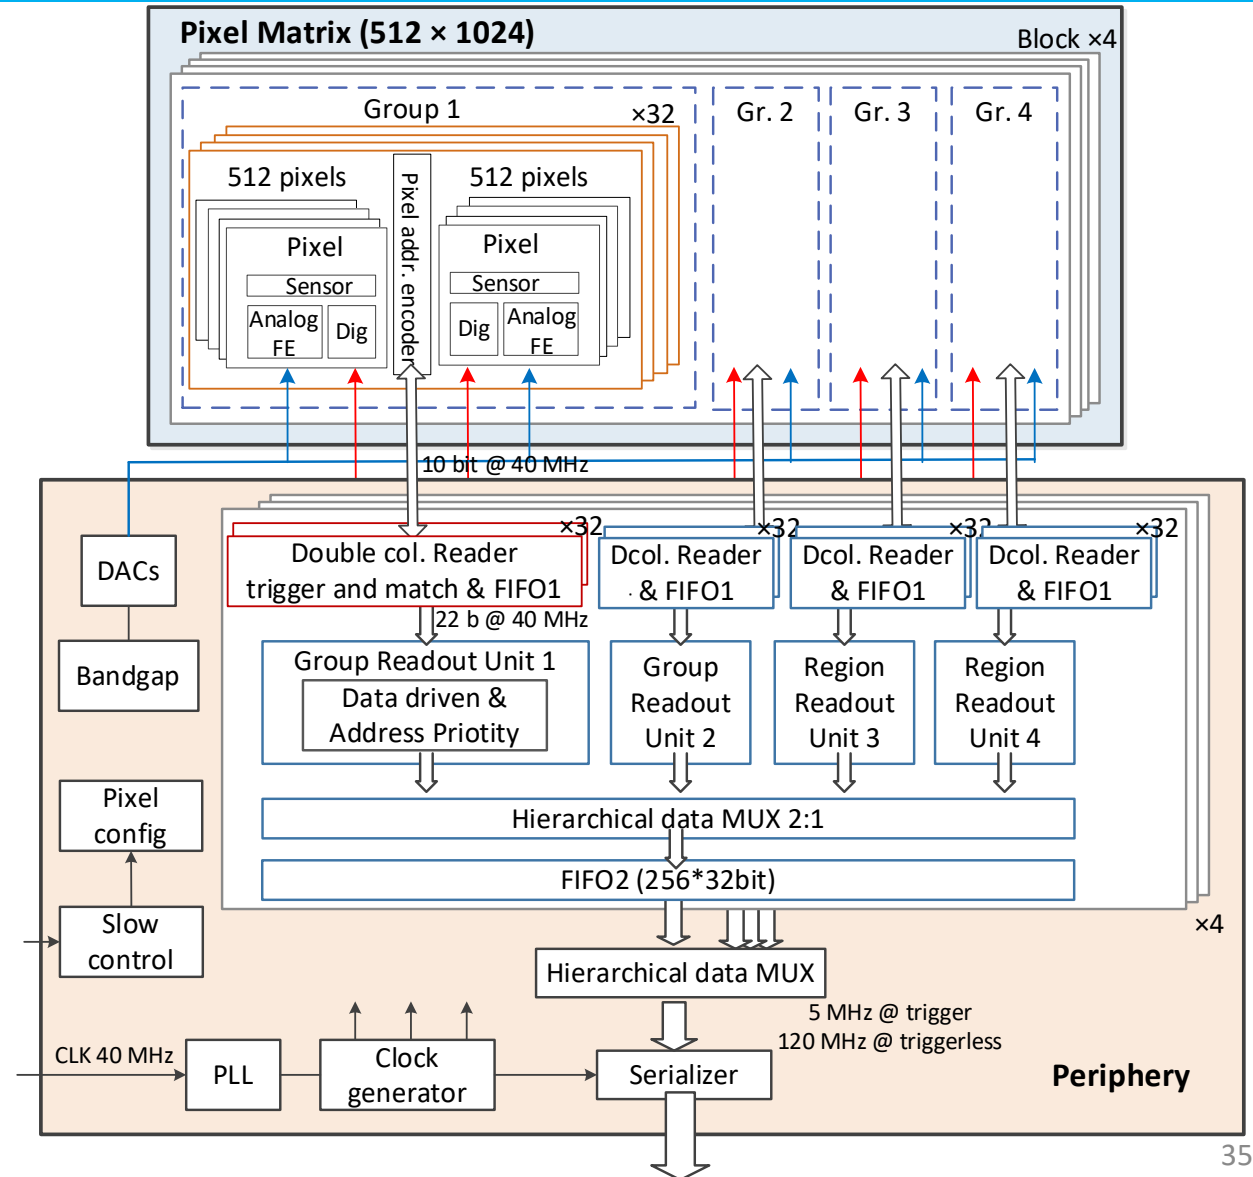 Pixel Matrix (512 × 1024)
Block ×4
Group 1
×32
Gr. 2
Gr. 3
Gr. 4
512 pixels
512 pixels
Pixel addr. encoder
Pixel
Pixel
Sensor
Sensor
Analog
FE
Dig
Dig
Analog
FE
10 bit @ 40 MHz
×32
×32
×32
×32
Double col. Reader
trigger and match & FIFO1
Dcol. Reader
& FIFO1
Dcol. Reader
& FIFO1
Dcol. Reader
& FIFO1
DACs
22 b @ 40 MHz
Bandgap
Group Readout Unit 1
Data driven &
Address Priotity
Group
Readout
Unit 2
Region
Readout
Unit 3
Region
Readout
Unit 4
Pixel
config
Hierarchical data MUX 2:1
FIFO2 (256*32bit)
Slow
control
×4
Hierarchical data MUX
5 MHz @ trigger
120 MHz @ triggerless
CLK 40 MHz
PLL
Clock
generator
Serializer
Periphery
35